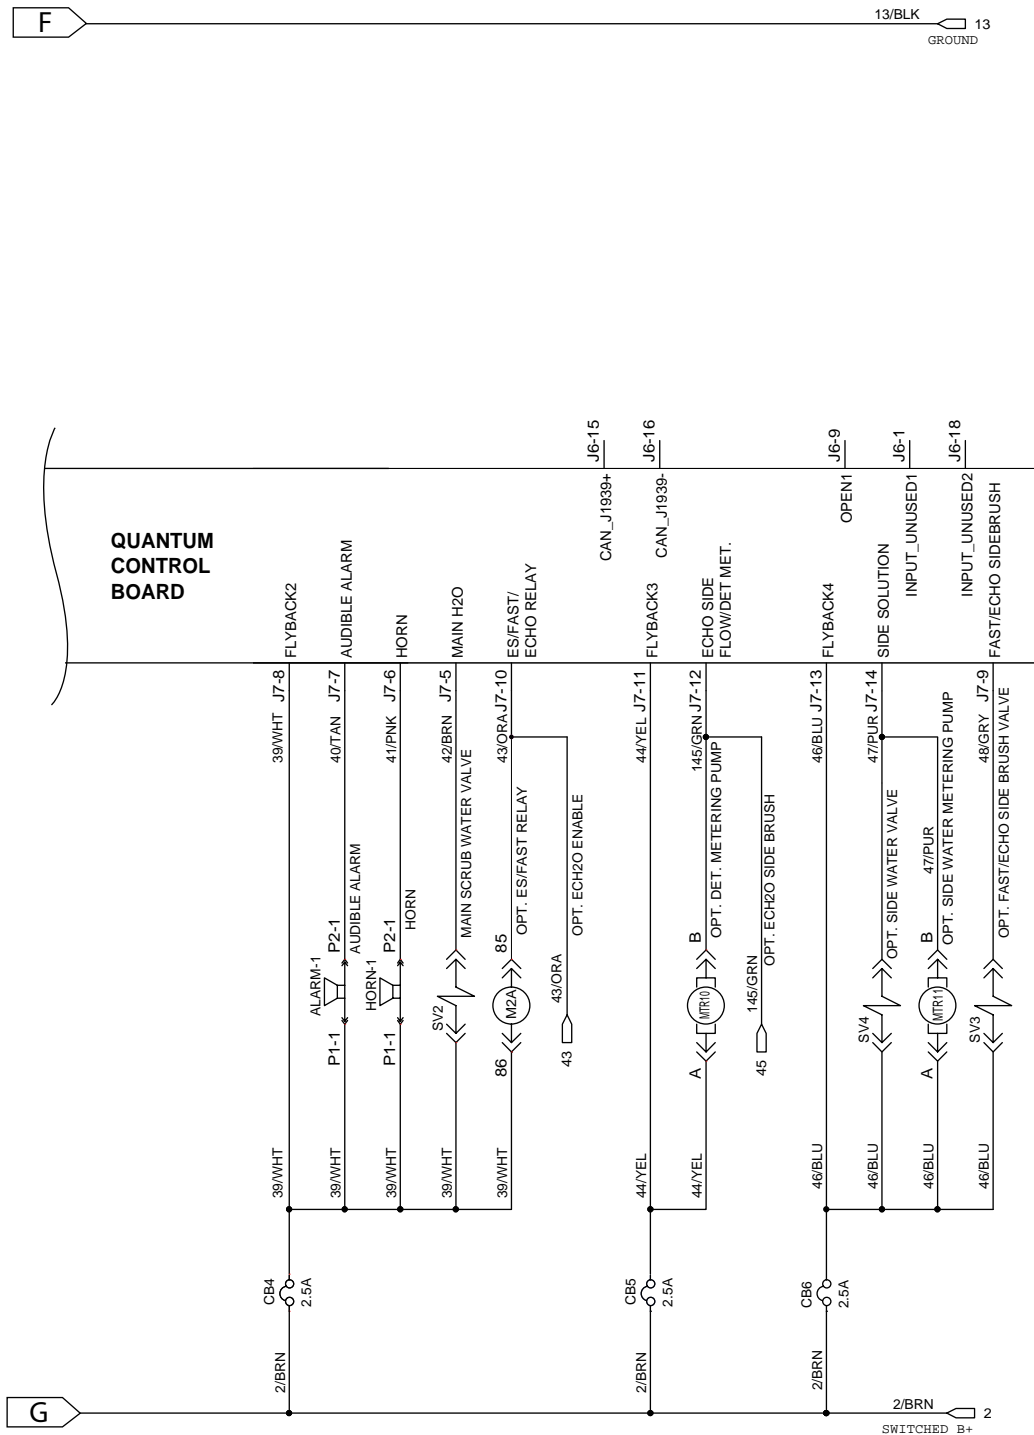 F
13/BLK
13
GROUND
J6-15
J6-16
J6-9
J6-1
J6-18
CAN_J1939+
CAN_J1939-
OPEN1
INPUT_UNUSED1
INPUT_UNUSED2
QUANTUM
CONTROL
BOARD
FLYBACK2
AUDIBLE ALARM
HORN
MAIN H2O
ES/FAST/
ECHO RELAY
FLYBACK3
ECHO SIDE
FLOW/DET MET.
FLYBACK4
SIDE SOLUTION
FAST/ECHO SIDEBRUSH
39/WHT J7-8
40/TAN J7-7
41/PNK J7-6
42/BRN J7-5
43/ORA J7-10
44/YEL J7-11
145/GRN J7-12
46/BLU J7-13
47/PUR J7-14
48/GRY J7-9
AUDIBLE ALARM
HORN
MAIN SCRUB WATER VALVE
OPT. ES/FAST RELAY
OPT. ECH2O ENABLE
OPT. DET. METERING PUMP
OPT. ECH2O SIDE BRUSH
OPT. SIDE WATER VALVE
47/PUR
OPT. SIDE WATER METERING PUMP
OPT. FAST/ECHO SIDE BRUSH VALVE
P2-1
P2-1
85
B
B
ALARM-1
HORN-1
SV2
M2A
43/ORA
43
MTR10
145/GRN
45
SV4
MTR11
SV3
P1-1
P1-1
86
A
A
39/WHT
39/WHT
39/WHT
39/WHT
39/WHT
44/YEL
44/YEL
46/BLU
46/BLU
46/BLU
46/BLU
CB4
2.5A
CB5
2.5A
CB6
2.5A
2/BRN
2/BRN
2/BRN
G
2/BRN
2
SWITCHED B+